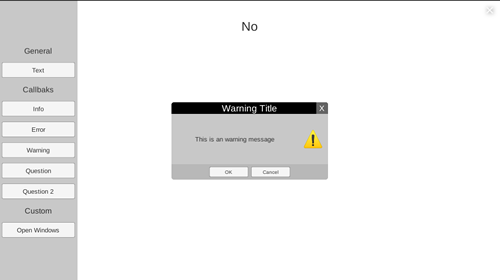 No
General
Text
Callbaks
Info
Error
Warning
Question
Question 2
Custom
Open Windows
Warning Title
X
This is an warning message
OK
Cancel